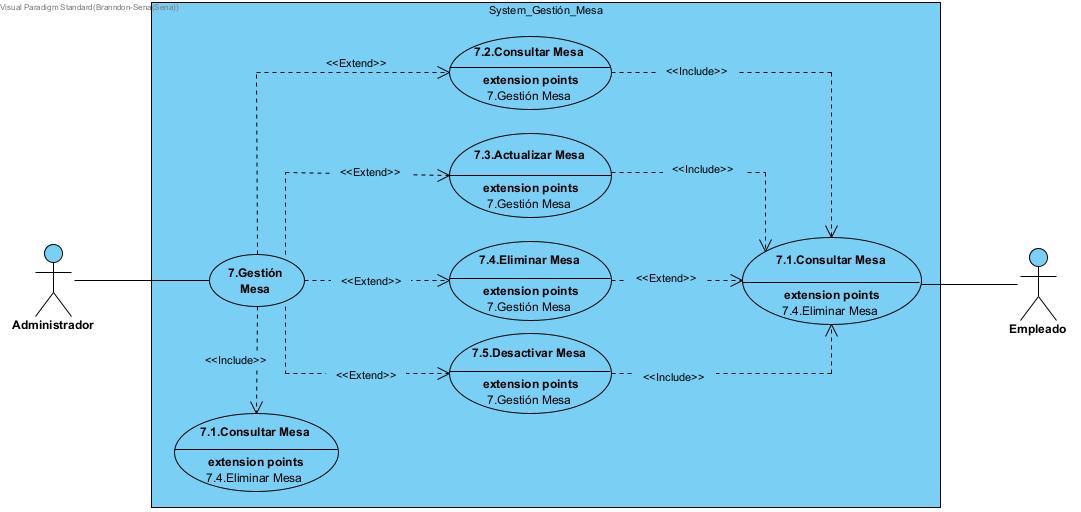 Visual Paradigm Standard(Branndon-Sena(Sena))
System_Gestión_Mesa
7.2.Consultar Mesa
extension points
7.Gestión Mesa
<<Extend>>
<<Include>>
7.3.Actualizar Mesa
extension points
7.Gestión Mesa
<<Extend>>
<<Include>>
7.Gestión
Mesa
7.4.Eliminar Mesa
extension points
7.Gestión Mesa
<<Extend>>
<<Extend>>
7.1.Consultar Mesa
extension points
7.4.Eliminar Mesa
Administrador
Empleado
7.5.Desactivar Mesa
extension points
7.Gestión Mesa
<<Extend>>
<<Include>>
<<Include>>
7.1.Consultar Mesa
extension points
7.4.Eliminar Mesa